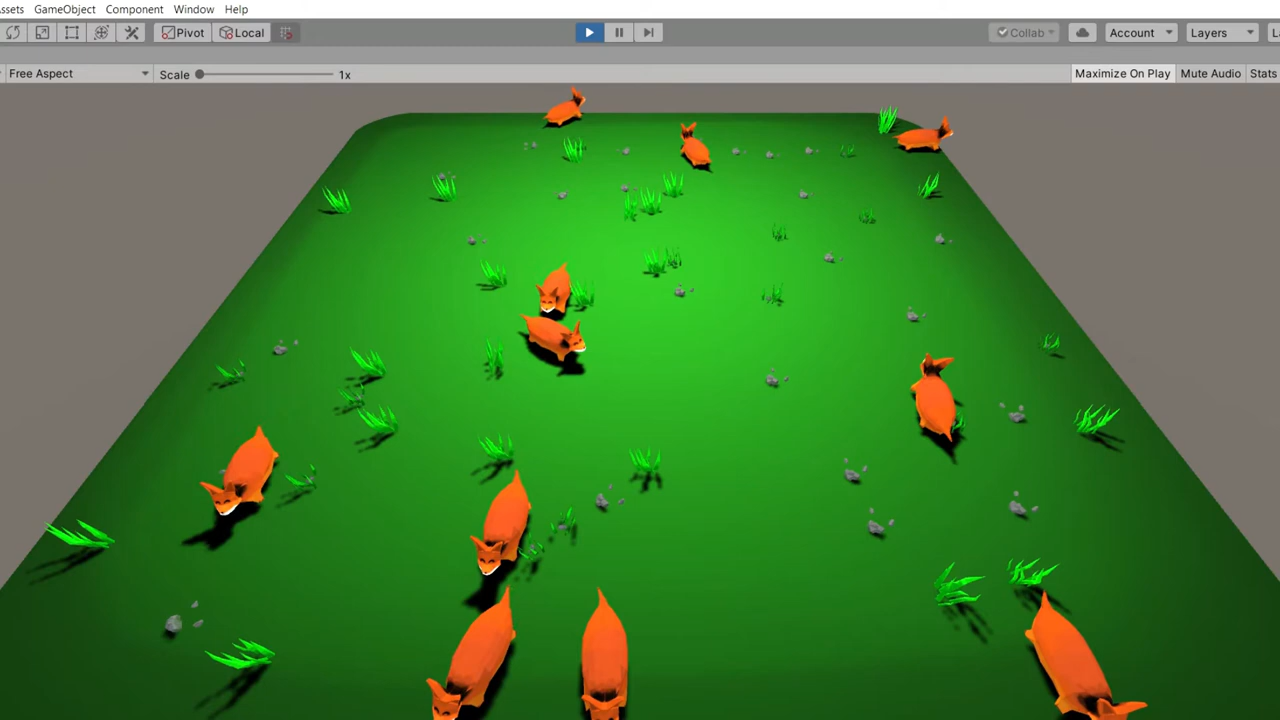 ssets GameObject Component Window Help
Pivot Local Collab Account Layers La
Free Aspect Scale 1x Maximize On Play Mute Audio Stats